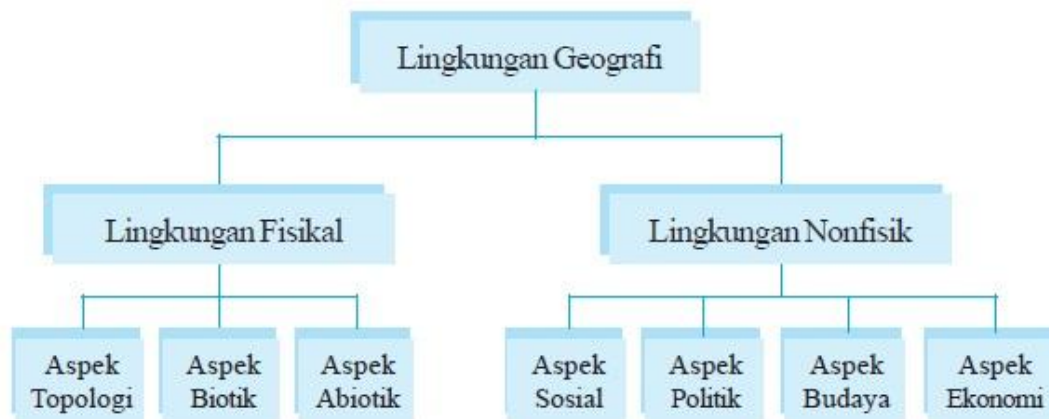 Lingkungan Geografi
Lingkungan Fisikal
Lingkungan Nonfisik
Aspek
Topologi
Aspek
Biotik
Aspek
Abiotik
Aspek
Sosial
Aspek
Politik
Aspek
Budaya
Aspek
Ekonomi